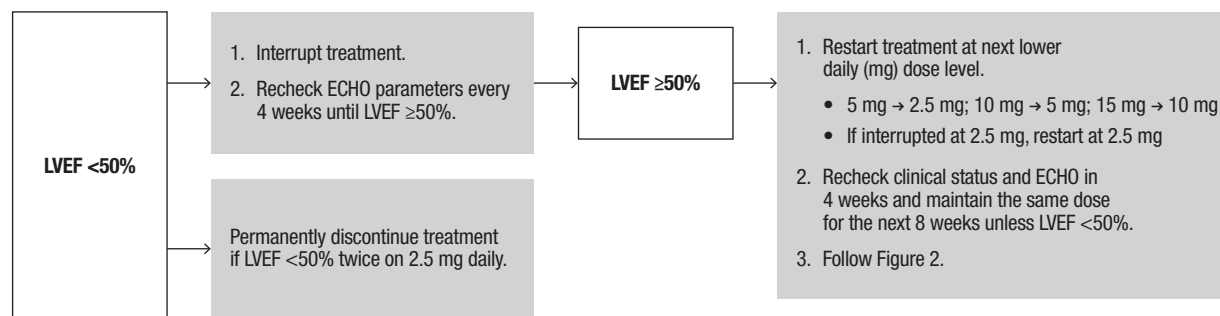 LVEF <50%
1. Interrupt treatment.
2. Recheck ECHO parameters every
4 weeks until LVEF ≥50%.
Permanently discontinue treatment
if LVEF <50% twice on 2.5 mg daily.
LVEF ≥50%
1. Restart treatment at next lower
daily (mg) dose level.
• 5 mg → 2.5 mg; 10 mg → 5 mg; 15 mg → 10 mg
• If interrupted at 2.5 mg, restart at 2.5 mg
2. Recheck clinical status and ECHO in
4 weeks and maintain the same dose
for the next 8 weeks unless LVEF <50%.
3. Follow Figure 2.